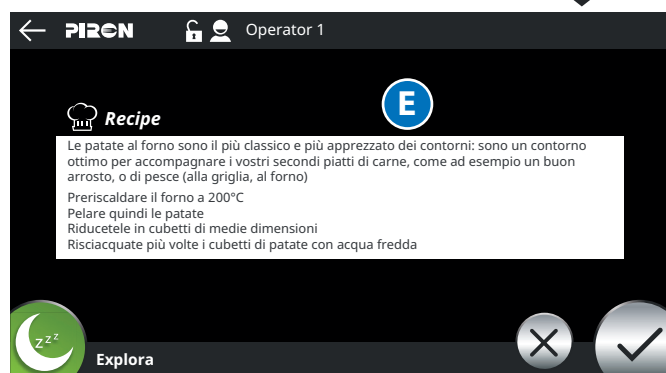 PIRON
Operator 1
E
Recipe
Le patate al forno sono il più classico e più apprezzato dei contorni: sono un contorno
ottimo per accompagnare i vostri secondi piatti di carne, come ad esempio un buon
arrosto, o di pesce (alla griglia, al forno)
Preriscaldare il forno a 200°C
Pelare quindi le patate
Riducetele in cubetti di medie dimensioni
Risciacquate più volte i cubetti di patate con acqua fredda
zzz
Explora